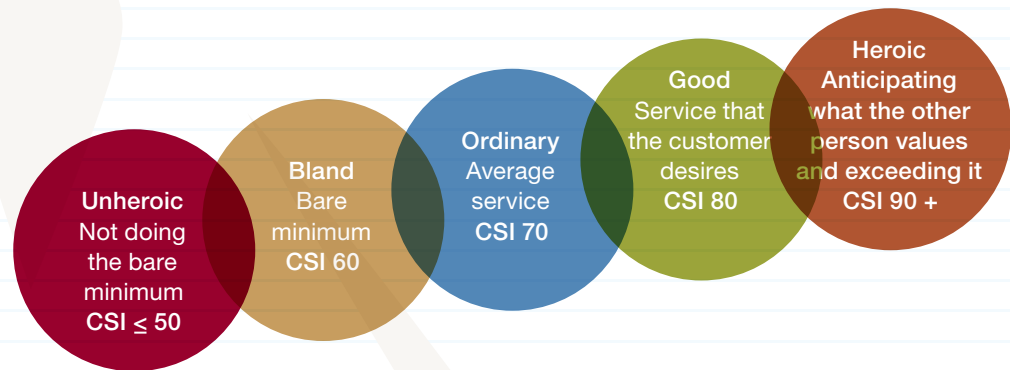 Unheroic
Not doing
the bare
minimum
CSI ≤ 50
Bland
Bare
minimum
CSI 60
Ordinary
Average
service
CSI 70
Good
Service that
the customer
desires
CSI 80
Heroic
Anticipating
what the other
person values
and exceeding it
CSI 90 +